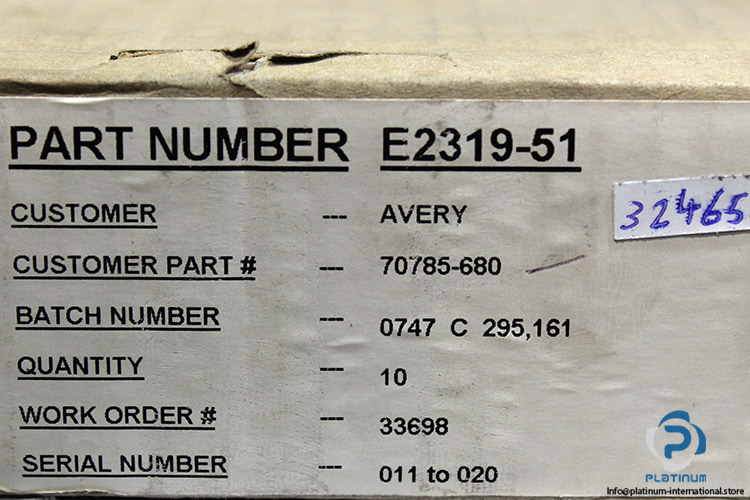 PART NUMBER E2319-51
CUSTOMER --- AVERY
32465
CUSTOMER PART # --- 70785-680
BATCH NUMBER --- 0747 C 295,161
QUANTITY --- 10
WORK ORDER # --- 33698
SERIAL NUMBER --- 011 to 020
PLATINUM
Info@platinum-international.store